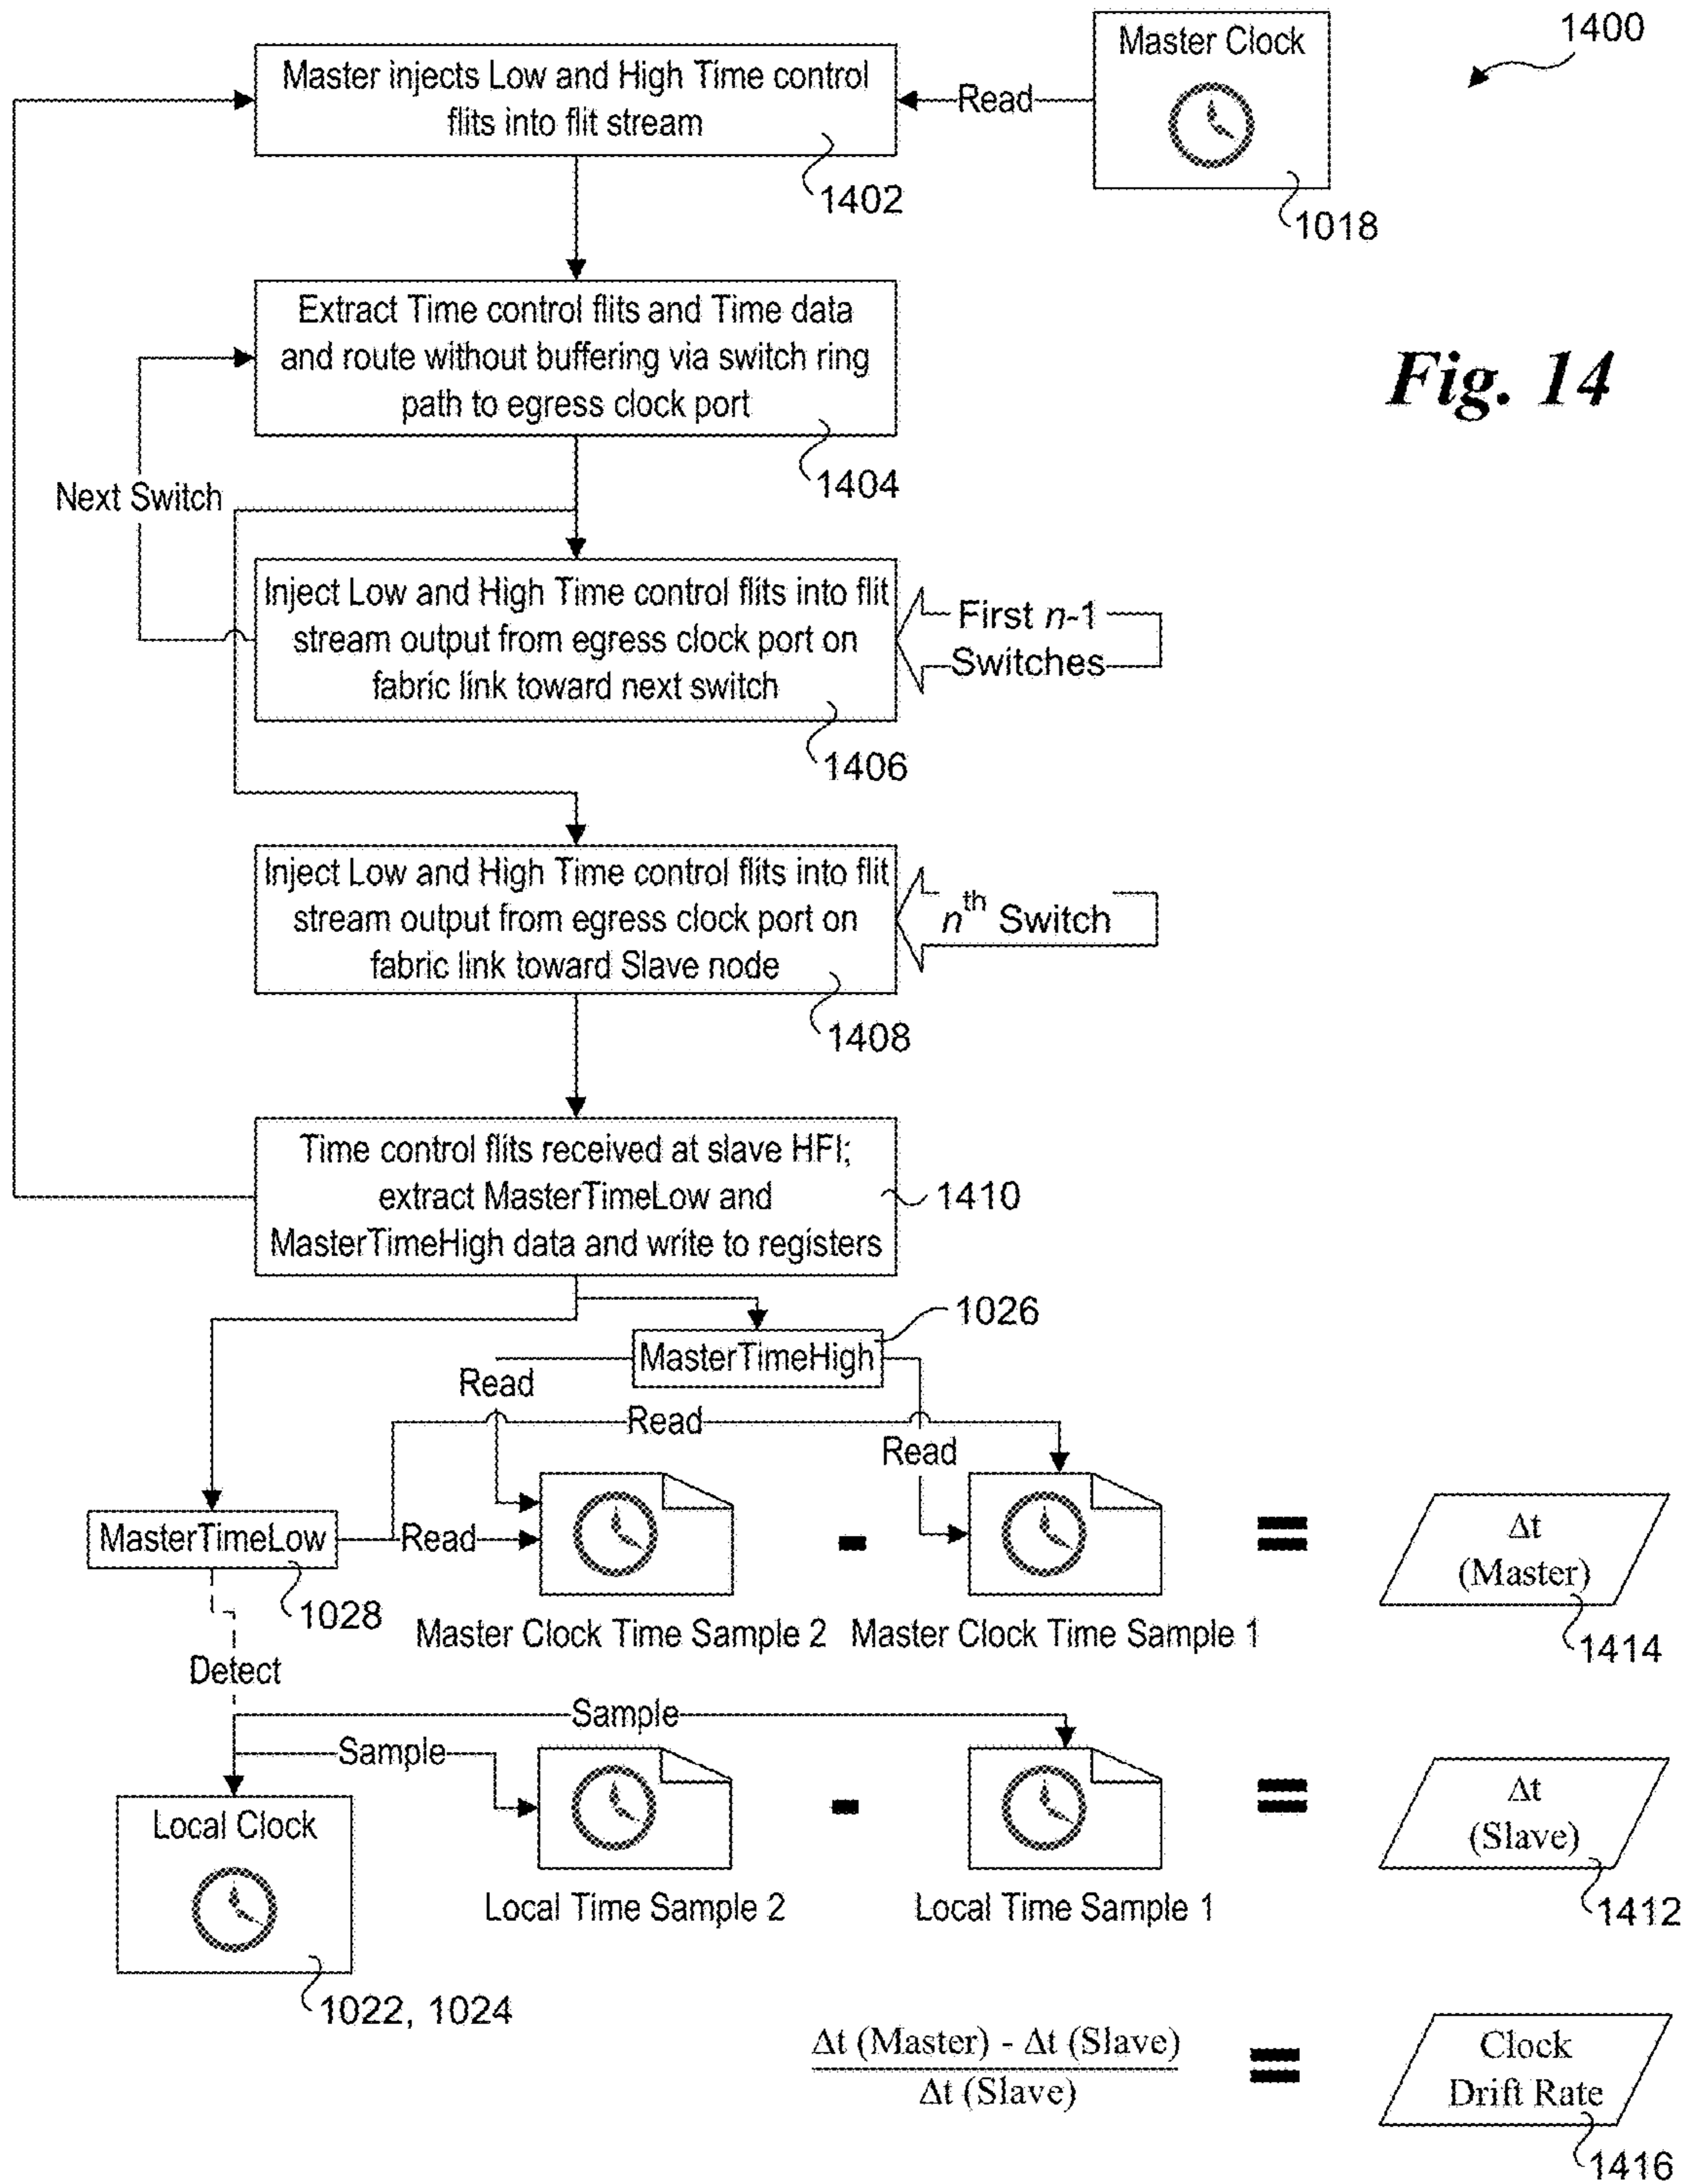 1400
Master Clock
Master injects Low and High Time control
flits into flit stream
Read
1402
1018
Extract Time control flits and Time data
and route without buffering via switch ring
path to egress clock port
Fig. 14
1404
Next Switch
Inject Low and High Time control flits into flit
stream output from egress clock port on
fabric link toward next switch
First n-1
Switches
1406
Inject Low and High Time control flits into flit
stream output from egress clock port on
fabric link toward Slave node
nth Switch
1408
Time control flits received at slave HFI;
extract MasterTimeLow and
MasterTimeHigh data and write to registers
1410
1026
MasterTimeHigh
Read
Read
Read
MasterTimeLow
Read
-
=
Δt
(Master)
1028
Master Clock Time Sample 2
Master Clock Time Sample 1
1414
Detect
Sample
Sample
Local Clock
-
=
Δt
(Slave)
Local Time Sample 2
Local Time Sample 1
1412
1022, 1024
Δt (Master) - Δt (Slave)
Δt (Slave)
=
Clock
Drift Rate
1416